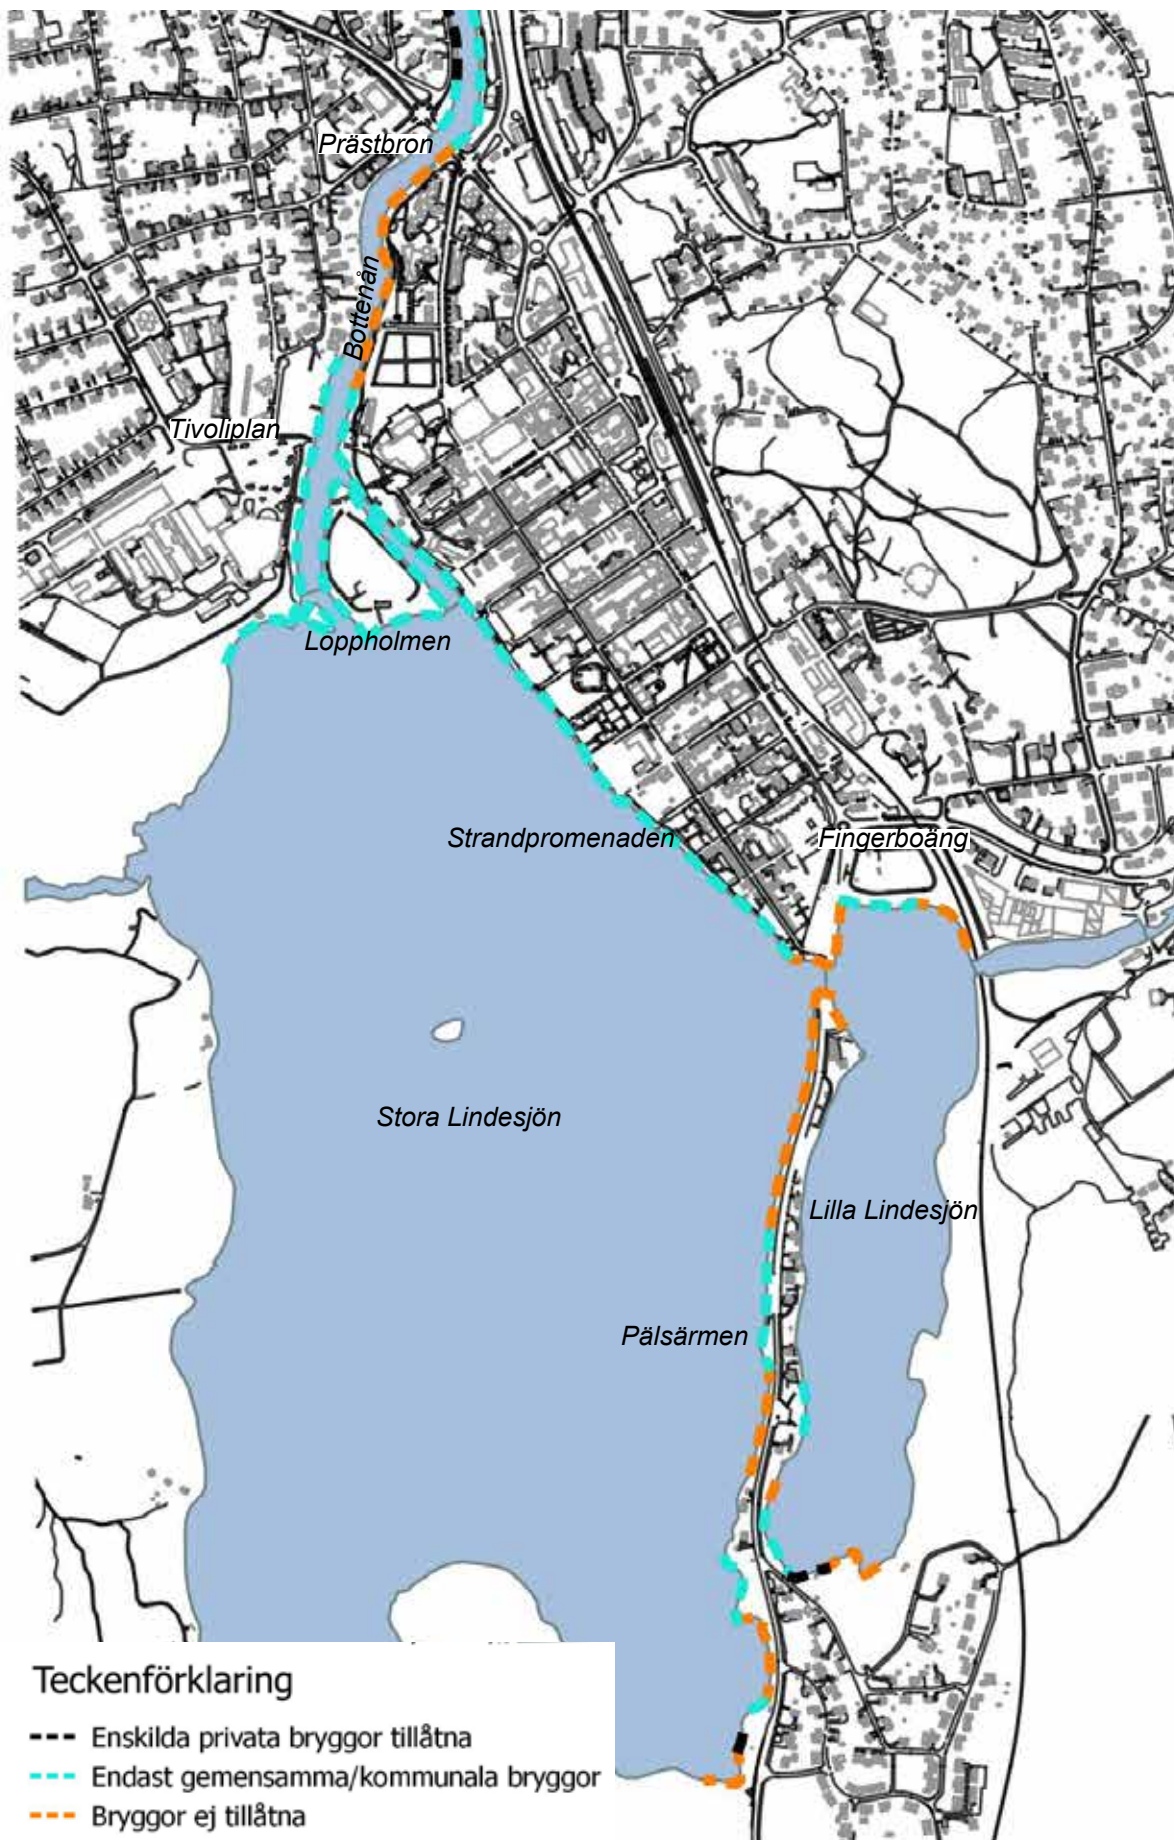 Prästbron
Bottenån
Tivoliplan
Loppholmen
Strandpromenaden
Fingerboäng
Stora Lindesjön
Lilla Lindesjön
Pälsärmen
Teckenförklaring
Enskilda privata bryggor tillåtna
Endast gemensamma/kommunala bryggor
Bryggor ej tillåtna